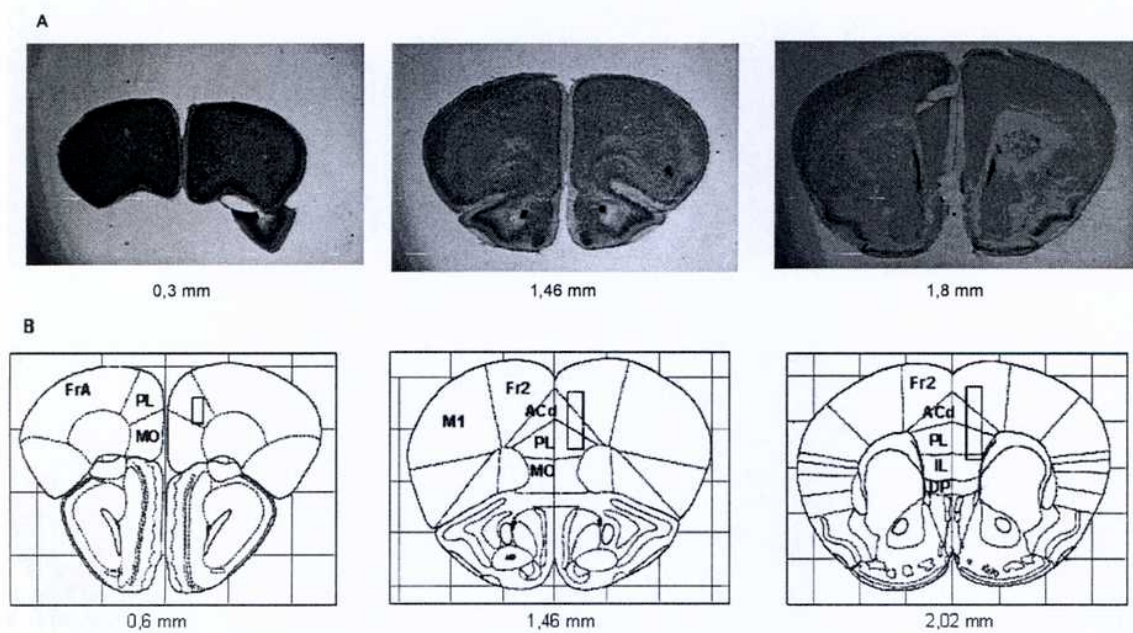 A
0,3 mm
1,46 mm
1,8 mm
B
FrA
PL
MO
Fr2
ACd
M1
PL
MO
Fr2
ACd
PL
IL
DP
0,6 mm
1,46 mm
2,02 mm